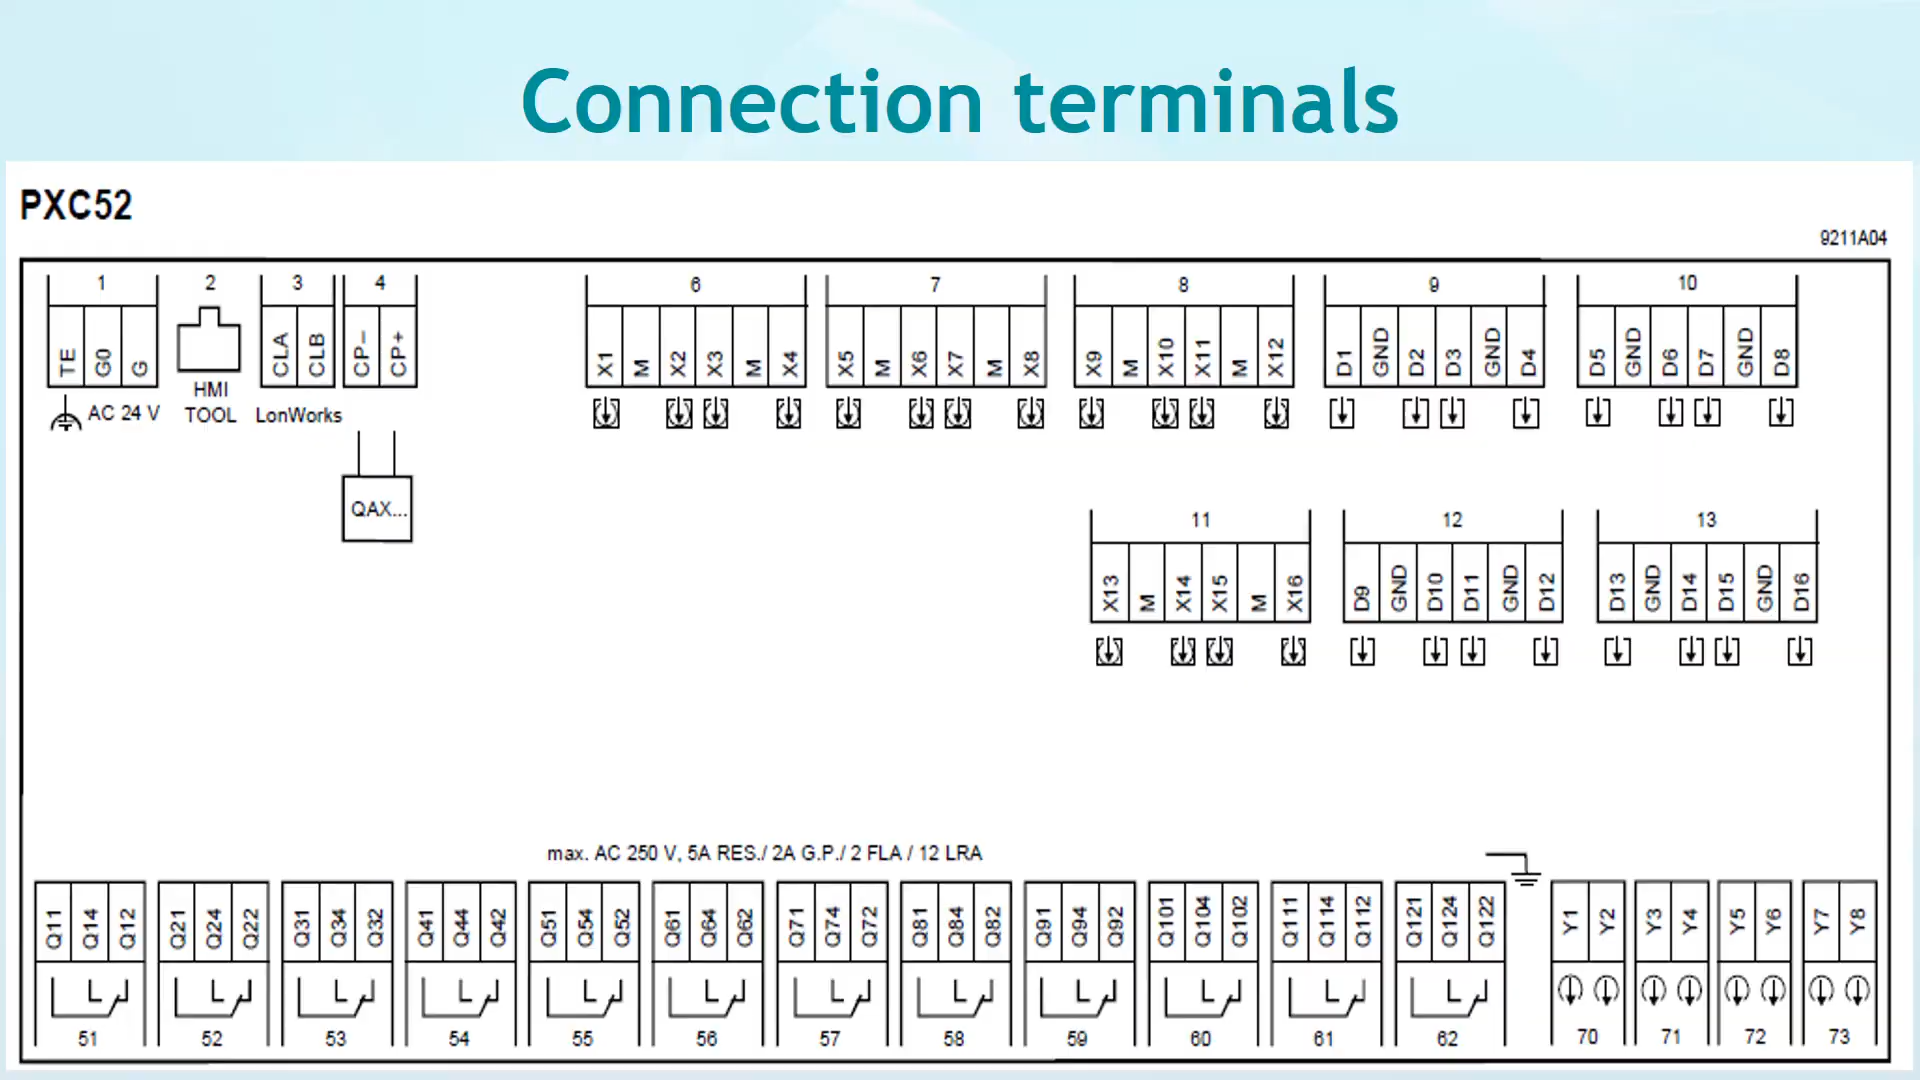 Connection terminals
PXC52
9211A04
1 2 3 4 6 7 8 9 10
TE G0 G CLA CLB CP– CP+ X1 M X2 X3 M X4 X5 M X6 X7 M X8 X9 M X10 X11 M X12 D1 GND D2 D3 GND D4 D5 GND D6 D7 GND D8
AC 24 V
HMI
TOOL
LonWorks
QAX...
11 12 13
X13 M X14 X15 M X16 D9 GND D10 D11 GND D12 D13 GND D14 D15 GND D16
max. AC 250 V, 5A RES./ 2A G.P./ 2 FLA / 12 LRA
Q11 Q14 Q12 Q21 Q24 Q22 Q31 Q34 Q32 Q41 Q44 Q42 Q51 Q54 Q52 Q61 Q64 Q62 Q71 Q74 Q72 Q81 Q84 Q82 Q91 Q94 Q92 Q101 Q104 Q102 Q111 Q114 Q112 Q121 Q124 Q122 Y1 Y2 Y3 Y4 Y5 Y6 Y7 Y8
51 52 53 54 55 56 57 58 59 60 61 62 70 71 72 73